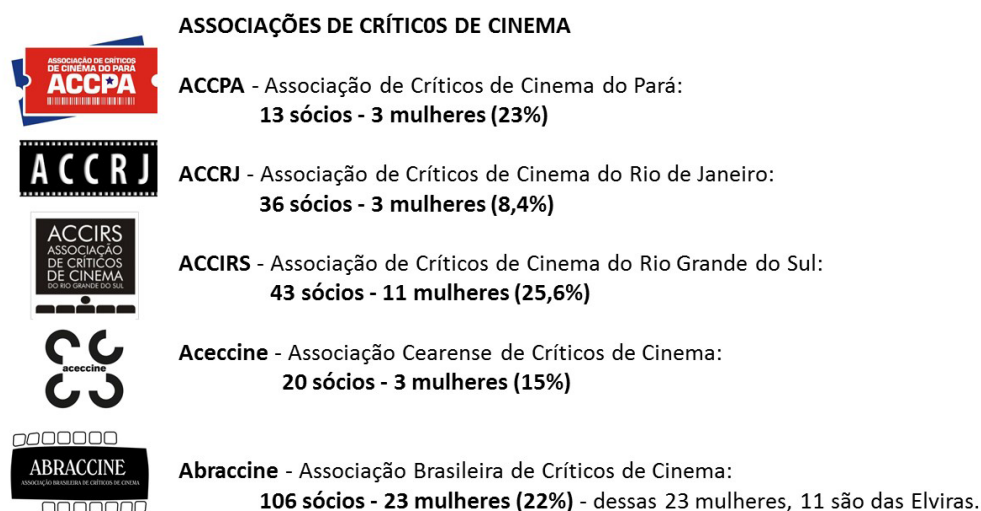 ASSOCIAÇÕES DE CRÍTIC0S DE CINEMA
ASSOCIAÇÃO DE CRÍTICOS
DE CINEMA DO PARÁ
ACCPA
ACCPA - Associação de Críticos de Cinema do Pará:
13 sócios - 3 mulheres (23%)
ACCRJ
ACCRJ - Associação de Críticos de Cinema do Rio de Janeiro:
36 sócios - 3 mulheres (8,4%)
ACCIRS
ASSOCIAÇÃO
DE CRÍTICOS
DE CINEMA
DO RIO GRANDE DO SUL
ACCIRS - Associação de Críticos de Cinema do Rio Grande do Sul:
43 sócios - 11 mulheres (25,6%)
aceccine
Aceccine - Associação Cearense de Críticos de Cinema:
20 sócios - 3 mulheres (15%)
ABRACCINE
ASSOCIAÇÃO BRASILEIRA DE CRÍTICOS DE CINEMA
Abraccine - Associação Brasileira de Críticos de Cinema:
106 sócios - 23 mulheres (22%) - dessas 23 mulheres, 11 são das Elviras.